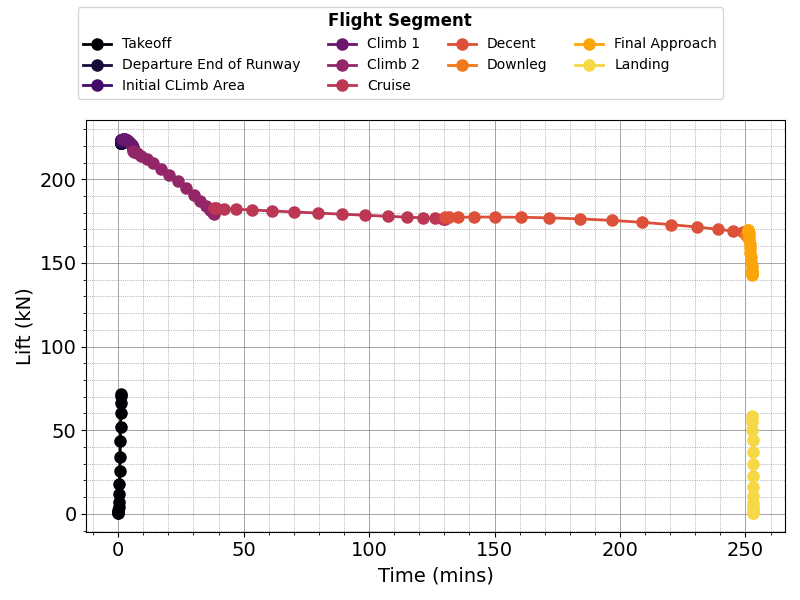 Flight Segment
Takeoff
Departure End of Runway
Initial CLimb Area
Climb 1
Climb 2
Cruise
Decent
Downleg
Final Approach
Landing
200
150
100
50
0
Lift (kN)
0 50 100 150 200 250
Time (mins)